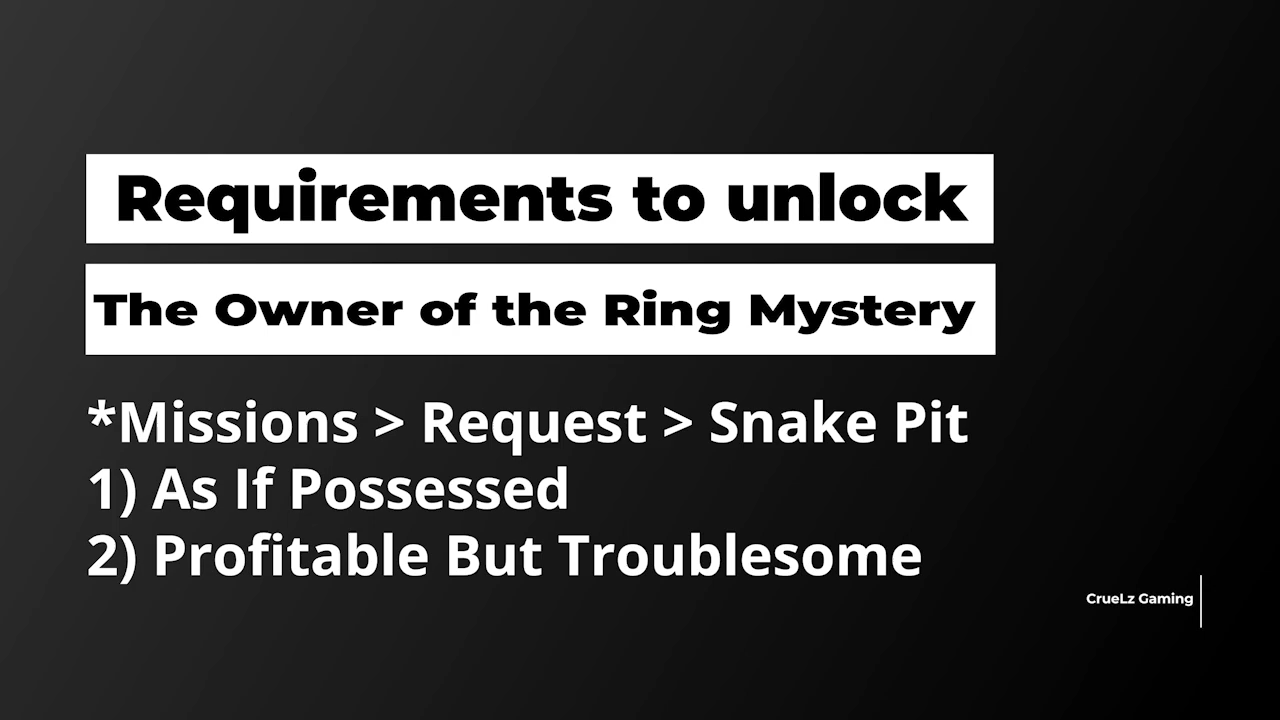 Requirements to unlock
The Owner of the Ring Mystery
*Missions > Request > Snake Pit
1) As If Possessed
2) Profitable But Troublesome
CrueLz Gaming